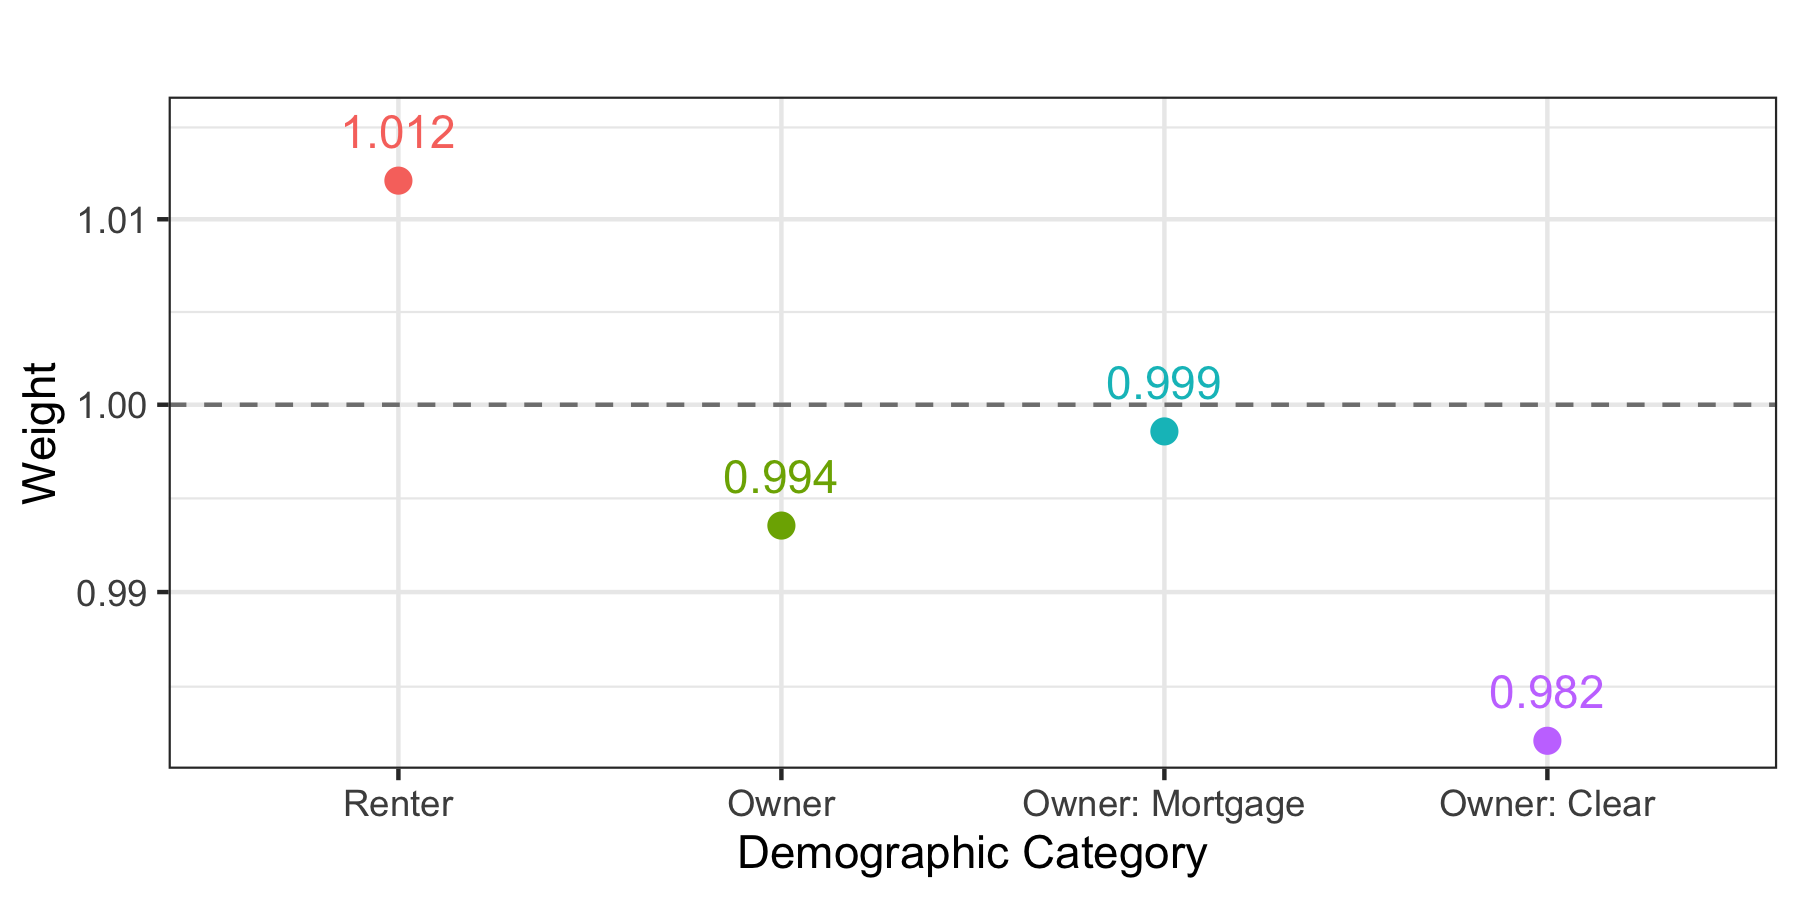 1.012
1.01
0.999
1.00
0.994
0.99
0.982
Weight
Renter
Owner
Owner: Mortgage
Owner: Clear
Demographic Category